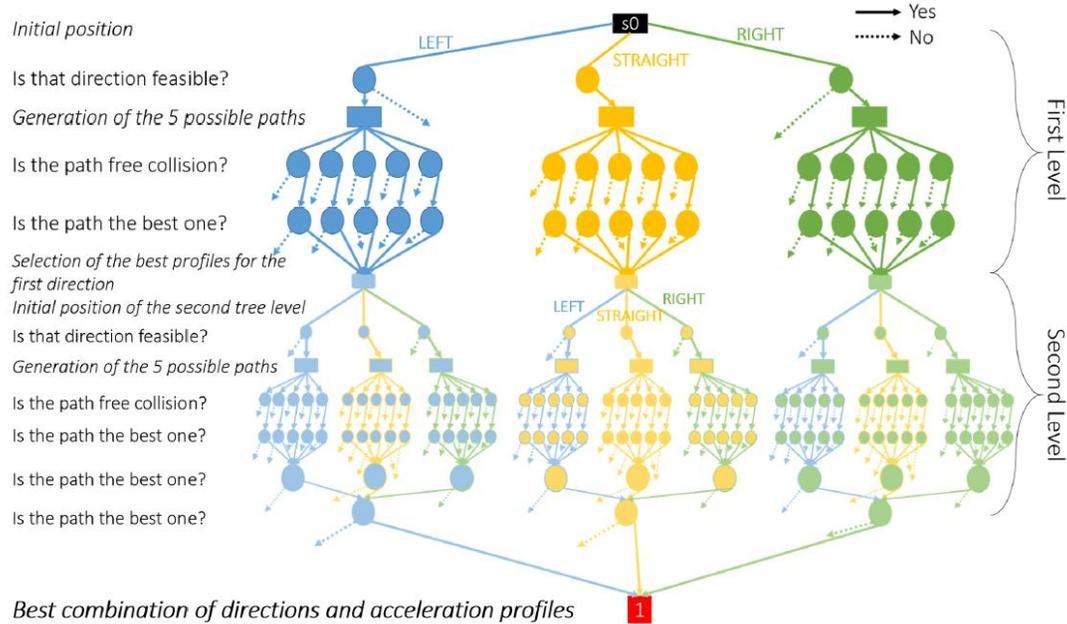 s0
Yes
No
Initial position
LEFT
STRAIGHT
RIGHT
Is that direction feasible?
Generation of the 5 possible paths
Is the path free collision?
Is the path the best one?
First Level
Selection of the best profiles for the
first direction
Initial position of the second tree level
LEFT
STRAIGHT
RIGHT
Is that direction feasible?
Generation of the 5 possible paths
Is the path free collision?
Is the path the best one?
Is the path the best one?
Is the path the best one?
Second Level
Best combination of directions and acceleration profiles
1